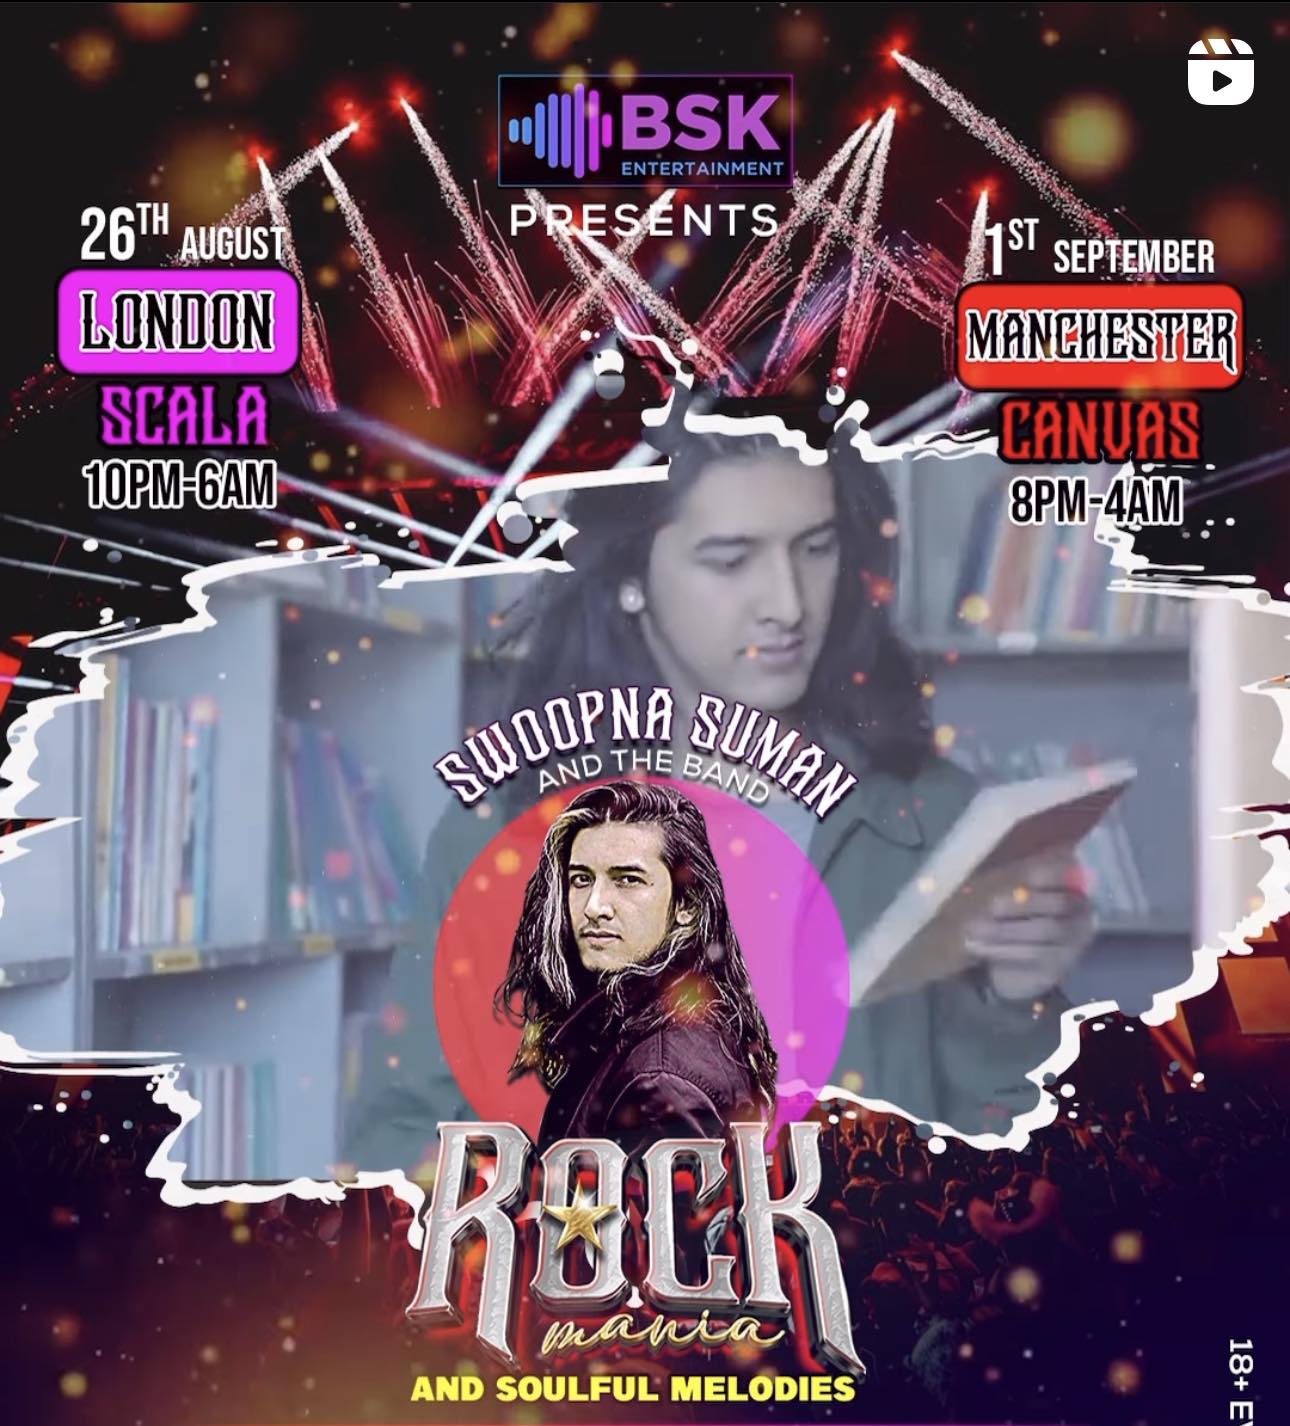 BSK
ENTERTAINMENT
PRESENTS
26TH AUGUST
LONDON
SCALA
10PM-6AM
1ST SEPTEMBER
MANCHESTER
CANVAS
8PM-4AM
SWOOPNA SUMAN
AND THE BAND
ROCK
mania
AND SOULFUL MELODIES
18+